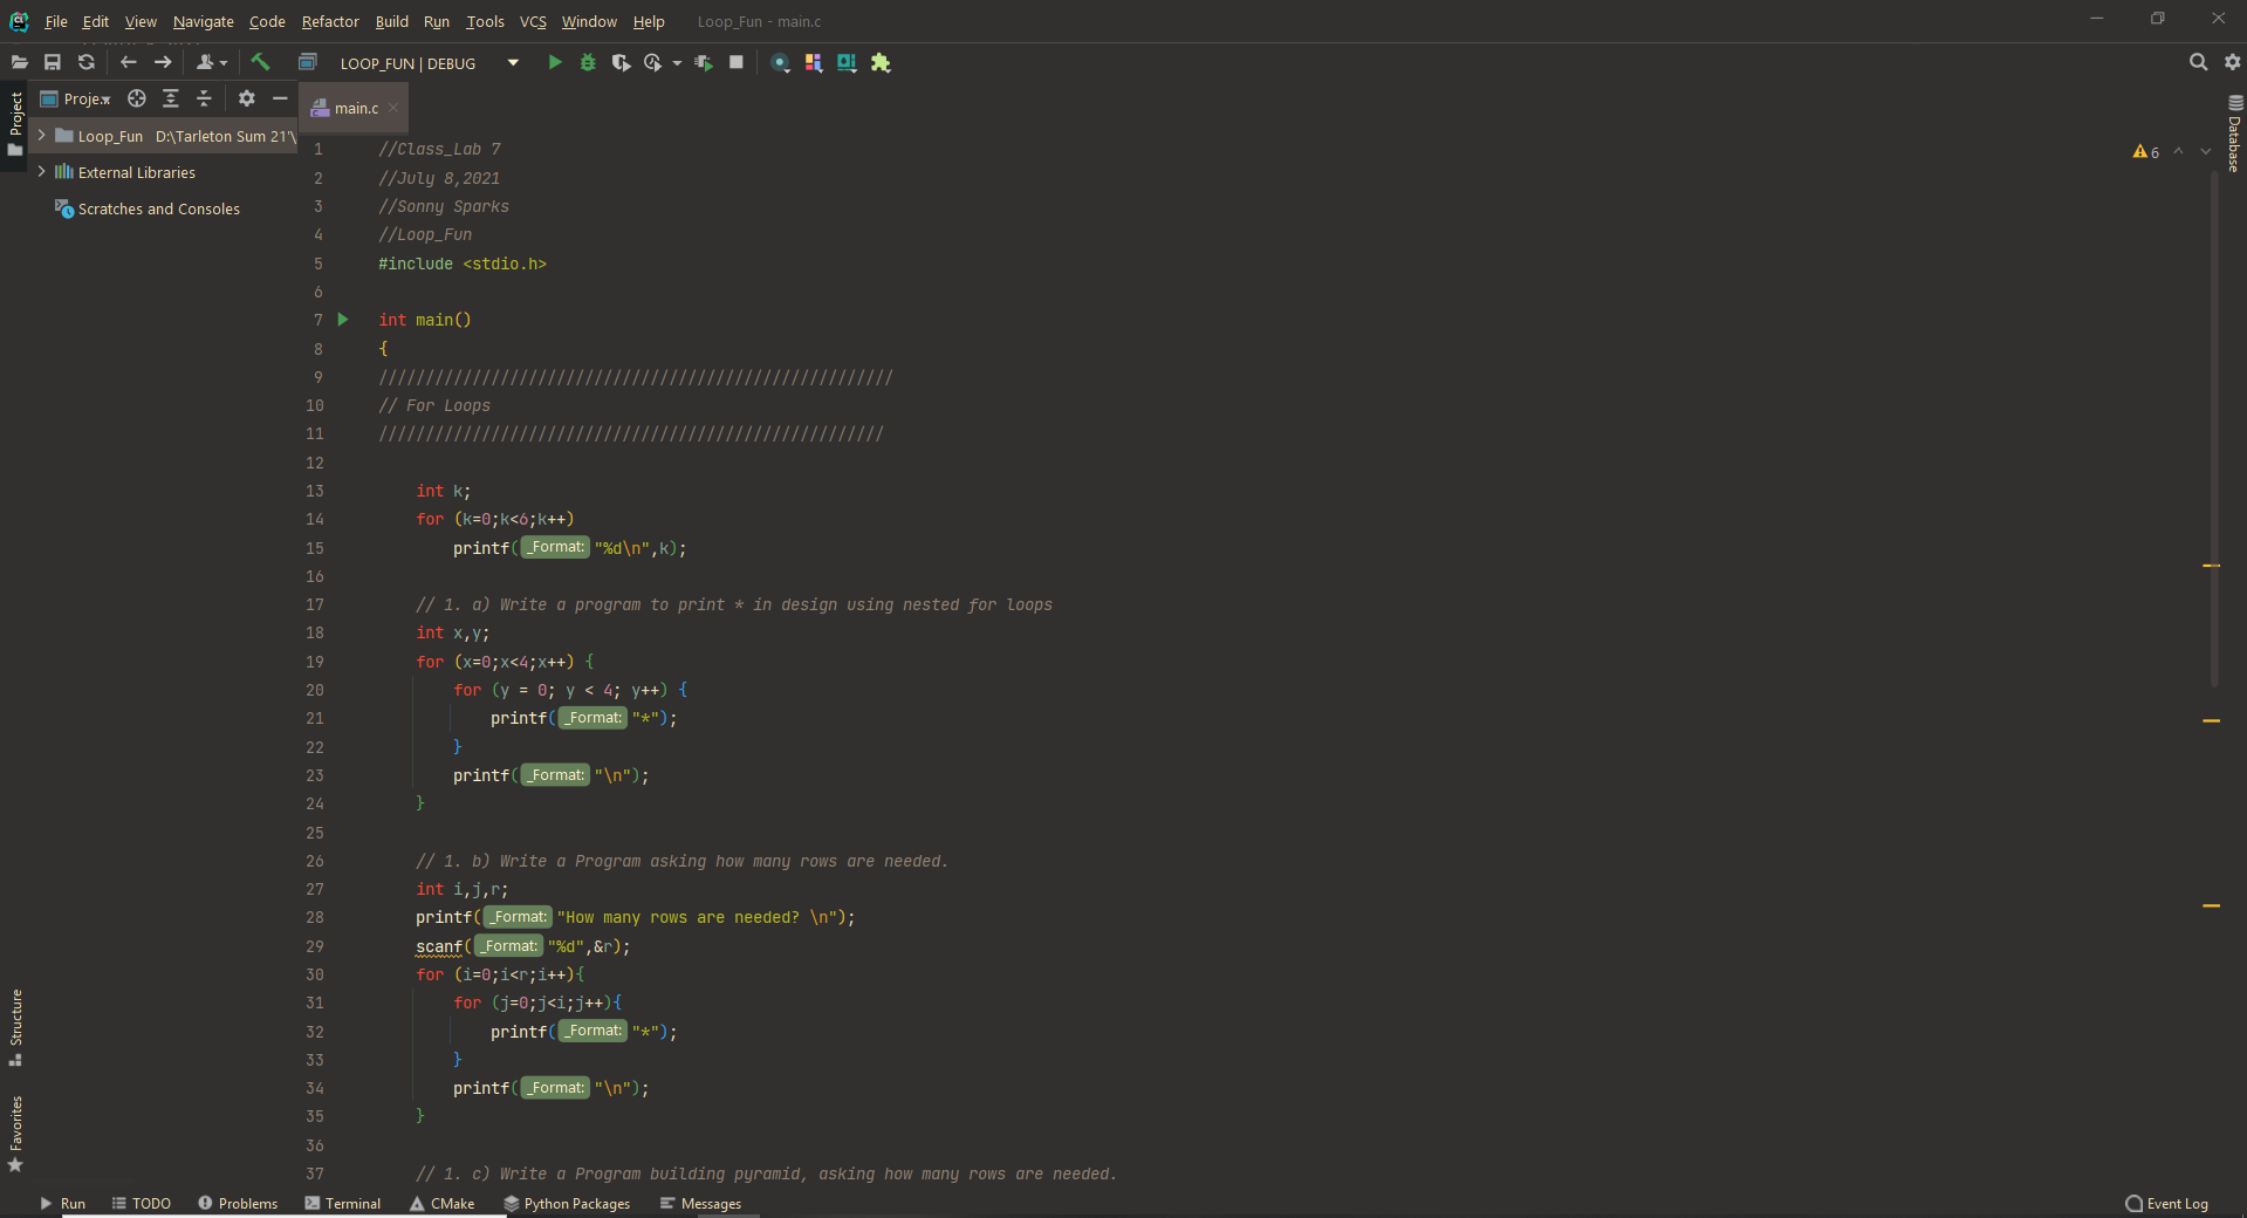 File Edit View Navigate Code Refactor Build Run Tools VCS Window Help Loop_Fun - main.c
LOOP_FUN | DEBUG
Project
Proje
main.c
Loop_Fun D:\Tarleton Sum 21'\
External Libraries
Scratches and Consoles
6
Database
1 //Class_Lab 7
2 //July 8,2021
3 //Sonny Sparks
4 //Loop_Fun
5 #include <stdio.h>
6
7 int main()
8 {
9 ///////////////////////////////////////////////////////
10 // For Loops
11 //////////////////////////////////////////////////////
12
13 int k;
14 for (k=0;k<6;k++)
15 printf( _Format: "%d\n",k);
16
17 // 1. a) Write a program to print * in design using nested for loops
18 int x,y;
19 for (x=0;x<4;x++) {
20 for (y = 0; y < 4; y++) {
21 printf( _Format: "*");
22 }
23 printf( _Format: "\n");
24 }
25
26 // 1. b) Write a Program asking how many rows are needed.
27 int i,j,r;
28 printf( _Format: "How many rows are needed? \n");
29 scanf( _Format: "%d",&r);
30 for (i=0;i<r;i++){
31 for (j=0;j<i;j++){
32 printf( _Format: "*");
33 }
34 printf( _Format: "\n");
35 }
36
37 // 1. c) Write a Program building pyramid, asking how many rows are needed.
Structure
Favorites
Run TODO Problems Terminal CMake Python Packages Messages Event Log